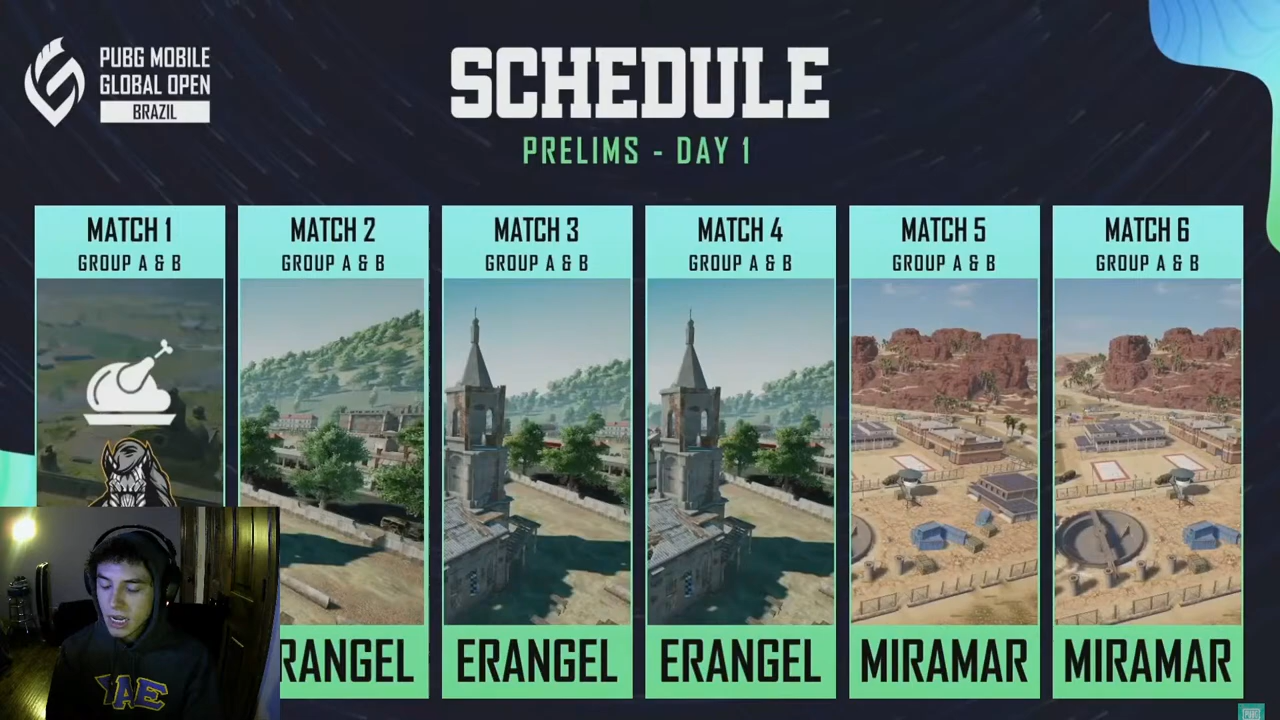 PUBG MOBILE
GLOBAL OPEN
BRAZIL
SCHEDULE
PRELIMS - DAY 1
MATCH 1
GROUP A & B
MATCH 2
GROUP A & B
RANGEL
MATCH 3
GROUP A & B
ERANGEL
MATCH 4
GROUP A & B
ERANGEL
MATCH 5
GROUP A & B
MIRAMAR
MATCH 6
GROUP A & B
MIRAMAR
PUBG